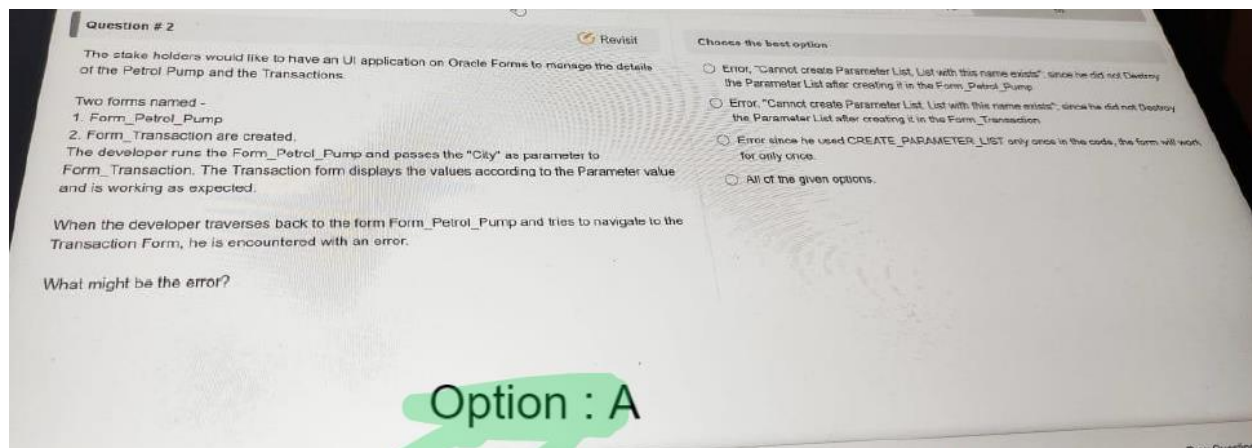 Question # 2
Revisit
The stake holders would like to have an UI application on Oracle Forms to manage the details
of the Petrol Pump and the Transactions.
Two forms named -
1. Form_Petrol_Pump
2. Form_Transaction are created.
The developer runs the Form_Petrol_Pump and passes the "City" as parameter to
Form_Transaction. The Transaction form displays the values according to the Parameter value
and is working as expected.
When the developer traverses back to the form Form_Petrol_Pump and tries to navigate to the
Transaction Form, he is encountered with an error.
What might be the error?
Choose the best option
Error, "Cannot create Parameter List, List with this name exists", since he did not Destroy
the Parameter List after creating it in the Form_Petrol_Pump
Error, "Cannot create Parameter List, List with this name exists", since he did not Destroy
the Parameter List after creating it in the Form_Transaction
Error since he used CREATE_PARAMETER_LIST only once in the code, the form will work
for only once.
All of the given options.
Option : A